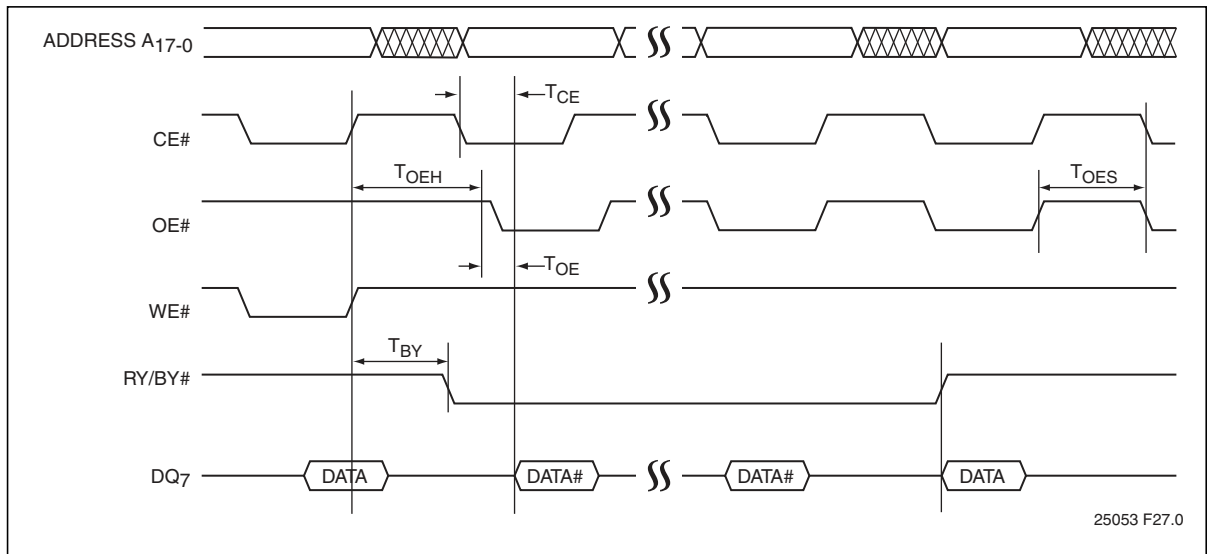 ADDRESS A17-0
TCE
CE#
TOEH
TOES
OE#
TOE
WE#
TBY
RY/BY#
DQ7
DATA
DATA#
DATA#
DATA
25053 F27.0